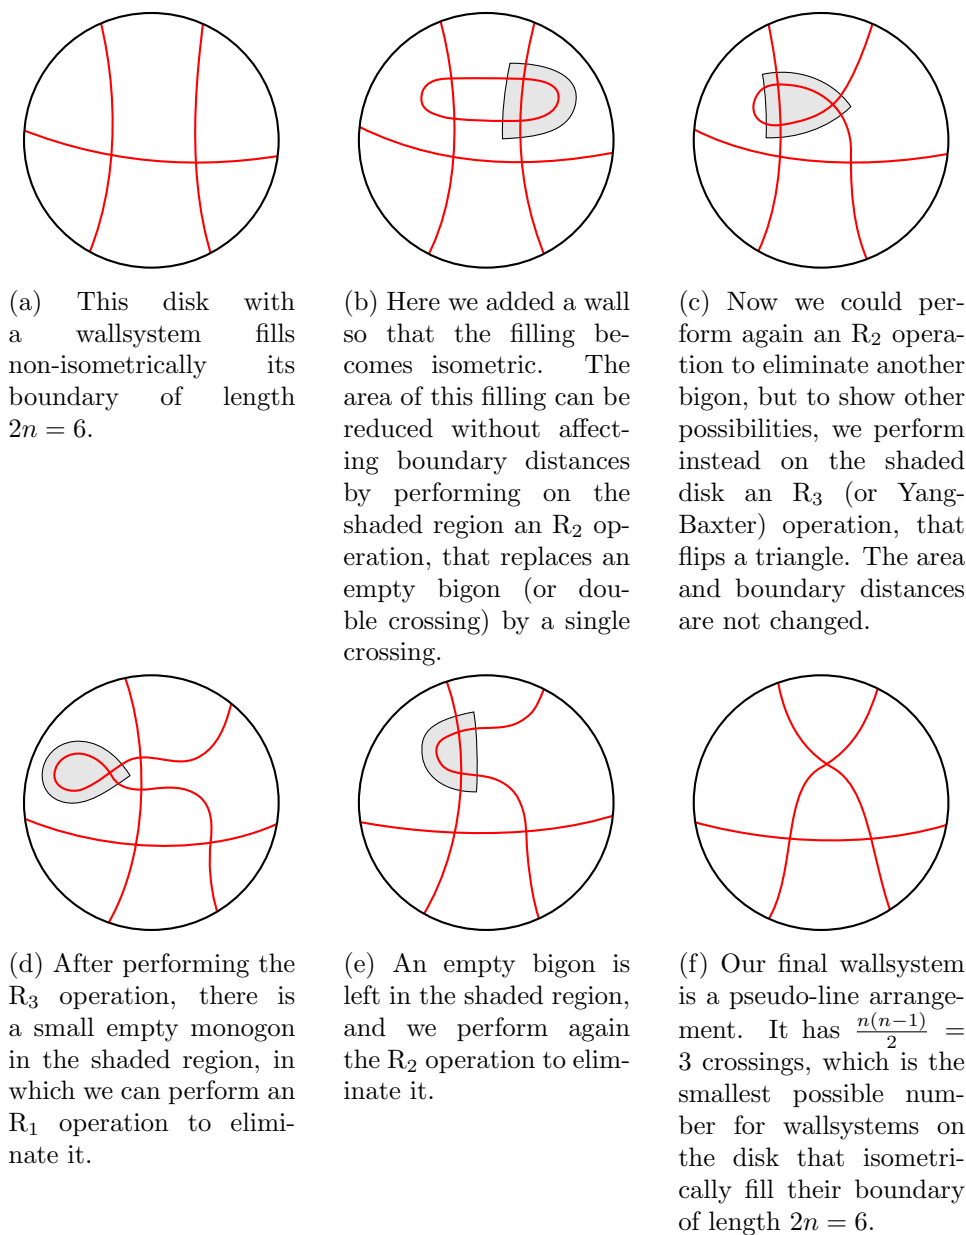 (a) This disk with
a wallsystem fills
non-isometrically its
boundary of length
2n = 6.
(b) Here we added a wall
so that the filling be-
comes isometric. The
area of this filling can be
reduced without affect-
ing boundary distances
by performing on the
shaded region an R₂ op-
eration, that replaces an
empty bigon (or dou-
ble crossing) by a single
crossing.
(c) Now we could per-
form again an R₂ opera-
tion to eliminate another
bigon, but to show other
possibilities, we perform
instead on the shaded
disk an R₃ (or Yang-
Baxter) operation, that
flips a triangle. The area
and boundary distances
are not changed.
(d) After performing the
R₃ operation, there is
a small empty monogon
in the shaded region, in
which we can perform an
R₁ operation to elimi-
nate it.
(e) An empty bigon is
left in the shaded region,
and we perform again
the R₂ operation to elim-
inate it.
(f) Our final wallsystem
is a pseudo-line arrange-
ment. It has n(n−1)/2 =
3 crossings, which is the
smallest possible num-
ber for wallsystems on
the disk that isometri-
cally fill their boundary
of length 2n = 6.